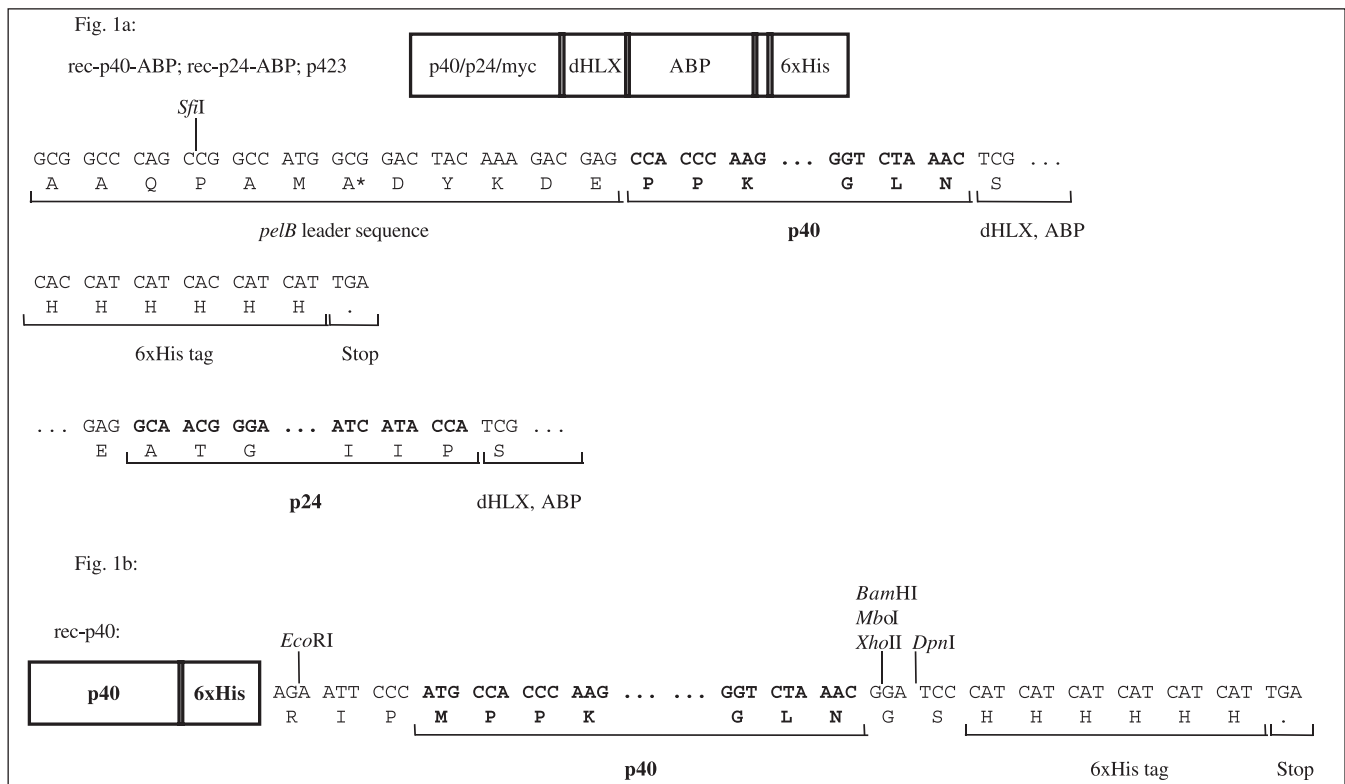 Fig. 1a:
rec-p40-ABP; rec-p24-ABP; p423
p40/p24/myc dHLX ABP 6xHis
SfiI
GCG GCC CAG CCG GCC ATG GCG GAC TAC AAA GAC GAG CCA CCC AAG ... GGT CTA AAC TCG ...
A A Q P A M A* D Y K D E P P K G L N S
pelB leader sequence p40 dHLX, ABP
CAC CAT CAT CAC CAT CAT TGA
H H H H H H .
6xHis tag Stop
... GAG GCA ACG GGA ... ATC ATA CCA TCG ...
E A T G I I P S
p24 dHLX, ABP
Fig. 1b:
BamHI
MboI
rec-p40: EcoRI XhoII DpnI
p40 6xHis AGA ATT CCC ATG CCA CCC AAG ... ... GGT CTA AAC GGA TCC CAT CAT CAT CAT CAT CAT TGA
R I P M P P K G L N G S H H H H H H .
p40 6xHis tag Stop